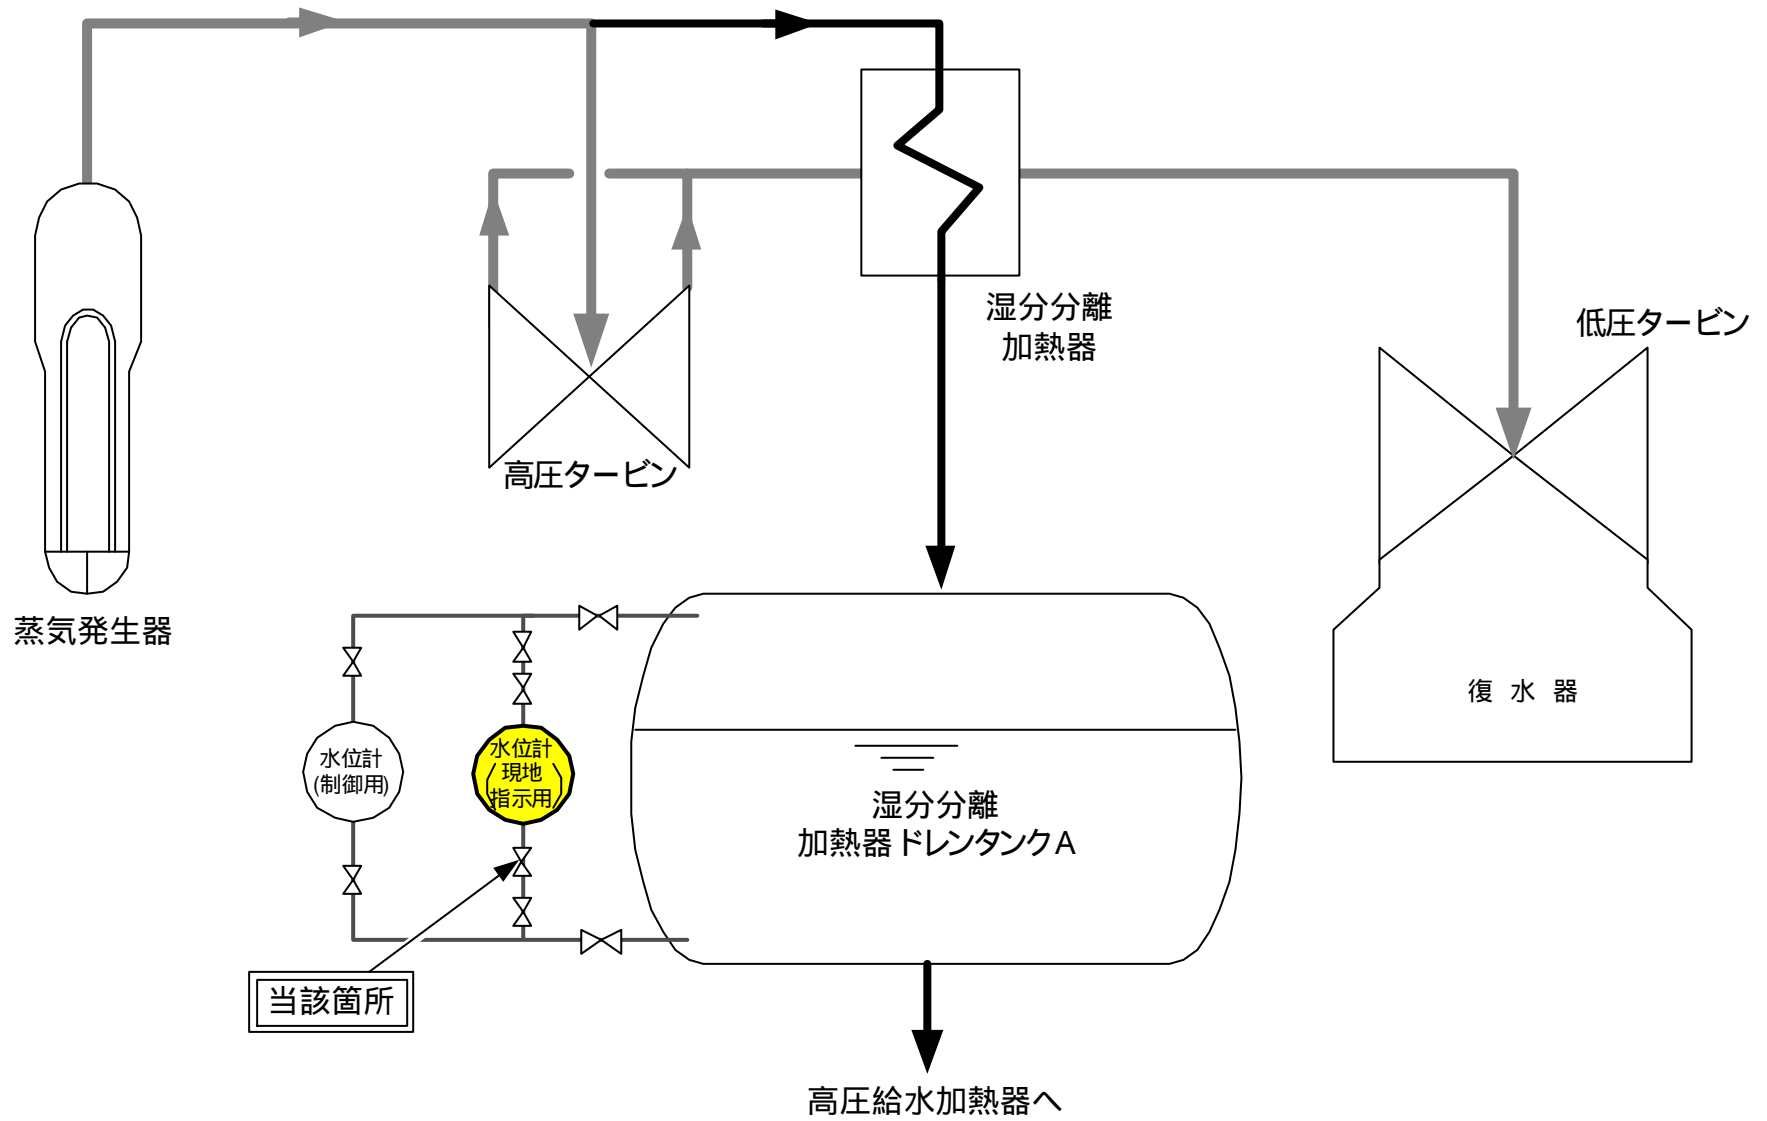 湿分分離
加熱器
低圧タービン
高圧タービン
蒸気発生器
復水器
水位計
(制御用)
水位計
(現地
指示用)
湿分分離
加熱器ドレンタンクA
当該箇所
高圧給水加熱器へ